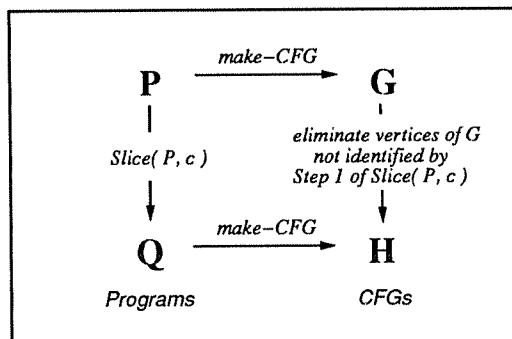 make-CFG
P
G
Slice( P, c )
eliminate vertices of G
not identified by
Step 1 of Slice( P, c )
make-CFG
Q
H
Programs
CFGs